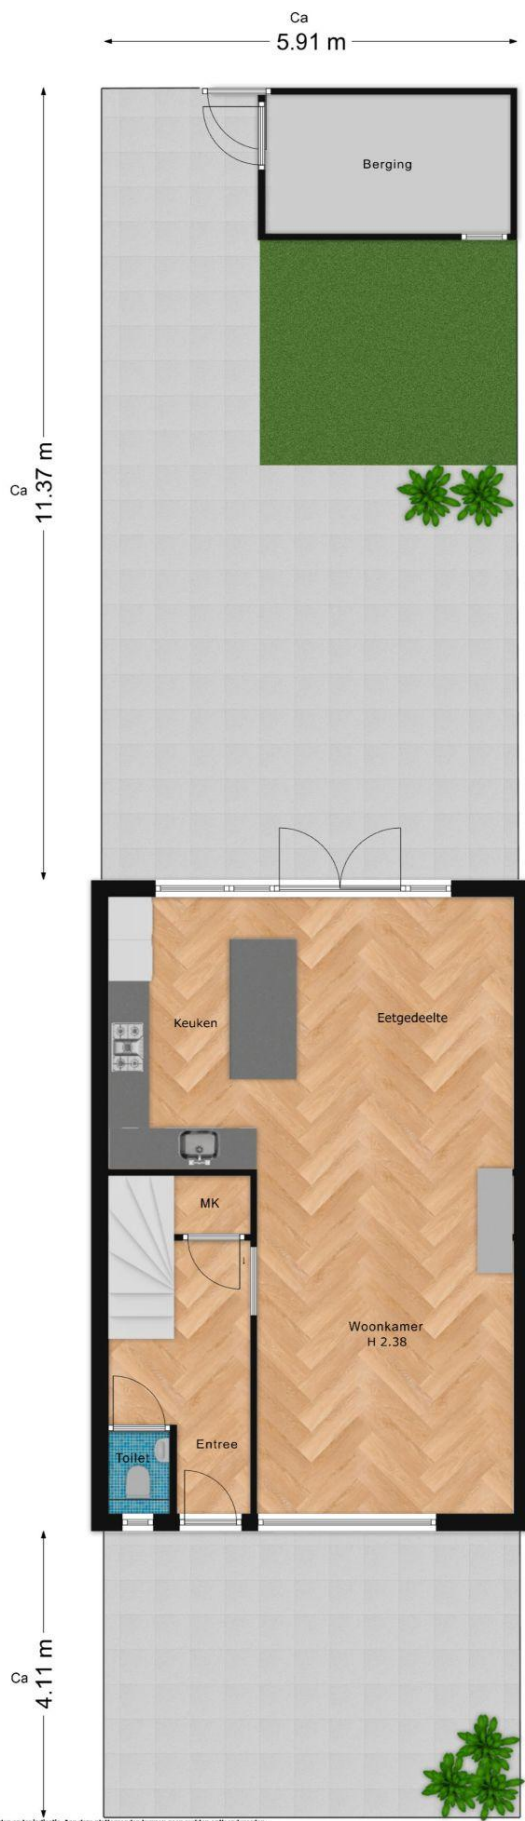 Ca
5.91 m
Berging
Ca
11.37 m
Keuken
Eetgedeelte
MK
Woonkamer
H 2.38
Entree
Toilet
Ca
4.11 m